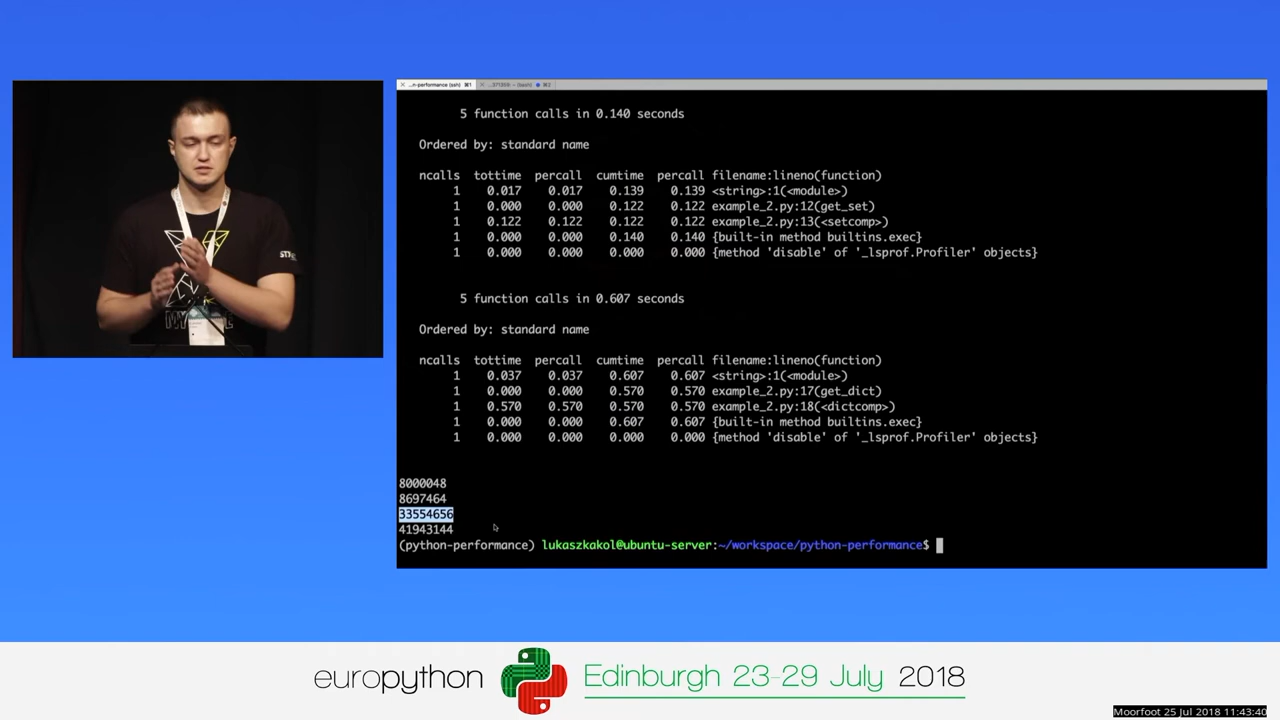 5 function calls in 0.140 seconds
Ordered by: standard name
ncalls tottime percall cumtime percall filename:lineno(function)
1 0.017 0.017 0.139 0.139 <string>:1(<module>)
1 0.000 0.000 0.122 0.122 example_2.py:12(get_set)
1 0.122 0.122 0.122 0.122 example_2.py:13(<setcomp>)
1 0.000 0.000 0.140 0.140 {built-in method builtins.exec}
1 0.000 0.000 0.000 0.000 {method 'disable' of '_lsprof.Profiler' objects}
5 function calls in 0.607 seconds
Ordered by: standard name
ncalls tottime percall cumtime percall filename:lineno(function)
1 0.037 0.037 0.607 0.607 <string>:1(<module>)
1 0.000 0.000 0.570 0.570 example_2.py:17(get_dict)
1 0.570 0.570 0.570 0.570 example_2.py:18(<dictcomp>)
1 0.000 0.000 0.607 0.607 {built-in method builtins.exec}
1 0.000 0.000 0.000 0.000 {method 'disable' of '_lsprof.Profiler' objects}
8000048
8697464
33554656
41943144
(python-performance) lukaszkakol@ubuntu-server:~/workspace/python-performance$
europython Edinburgh 23-29 July 2018
Moorfoot 25 Jul 2018 11:43:40